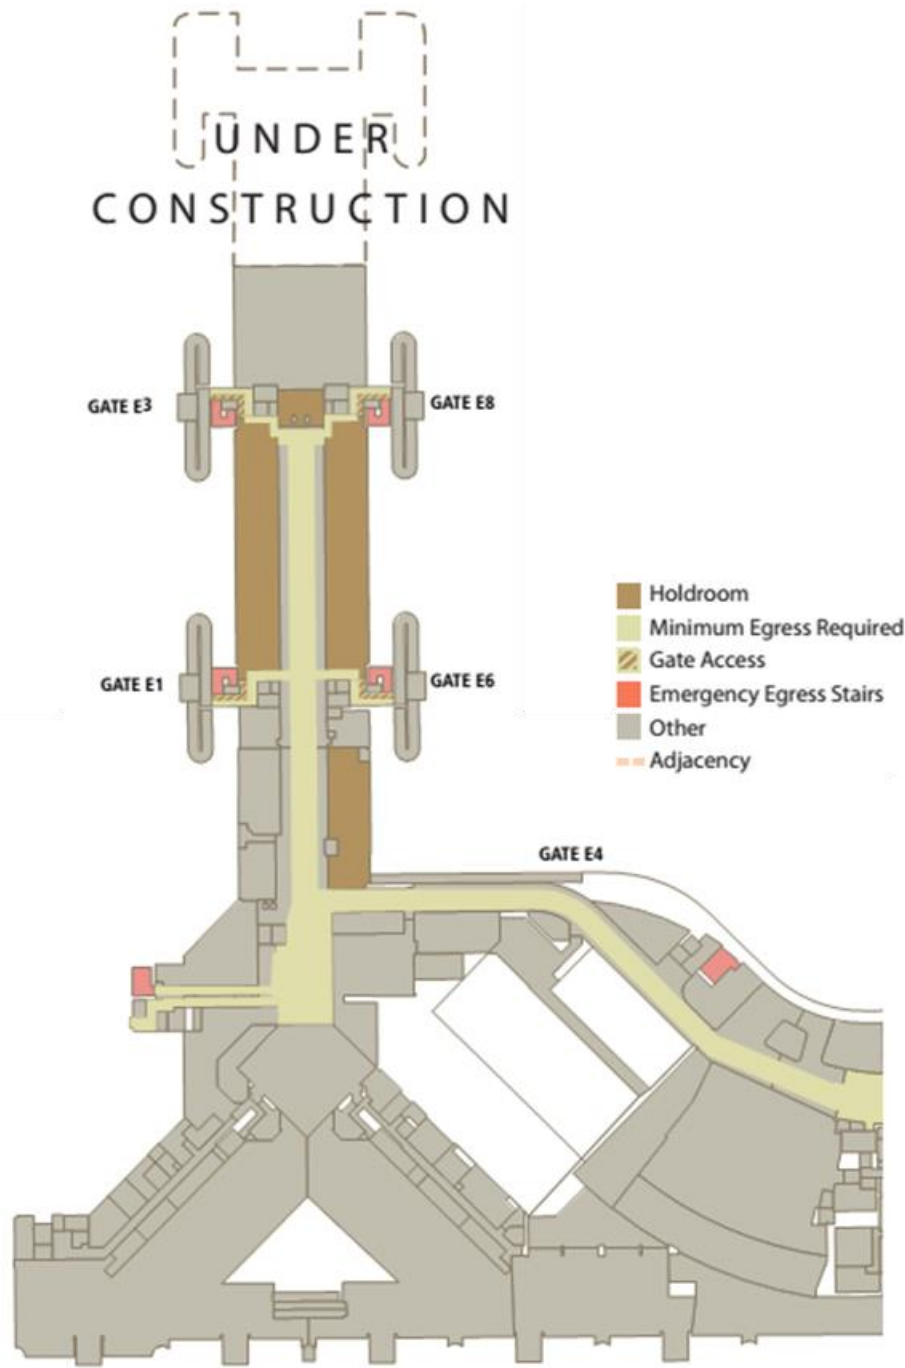 UNDER
CONSTRUCTION
GATE E3
GATE E8
GATE E1
GATE E6
Holdroom
Minimum Egress Required
Gate Access
Emergency Egress Stairs
Other
Adjacency
GATE E4